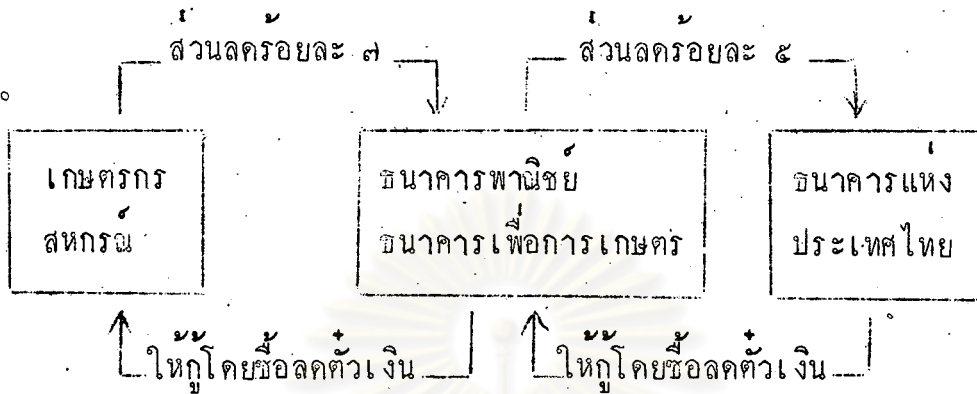 ส่วนลดร้อยละ ๗ ส่วนลดร้อยละ ๕
เกษตรกร ธนาคารพาณิชย์ ธนาคารแห่ง
สหกรณ์ ธนาคารเพื่อการเกษตร ประเทศไทย
ให้กู้โดยซื้อลดตั๋วเงิน ให้กู้โดยซื้อลดตั๋วเงิน